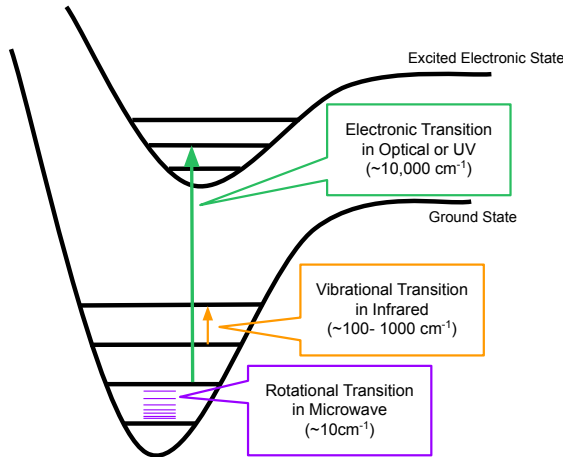 Excited Electronic State
Electronic Transition
in Optical or UV
(~10,000 cm⁻¹)
Ground State
Vibrational Transition
in Infrared
(~100- 1000 cm⁻¹)
Rotational Transition
in Microwave
(~10cm⁻¹)